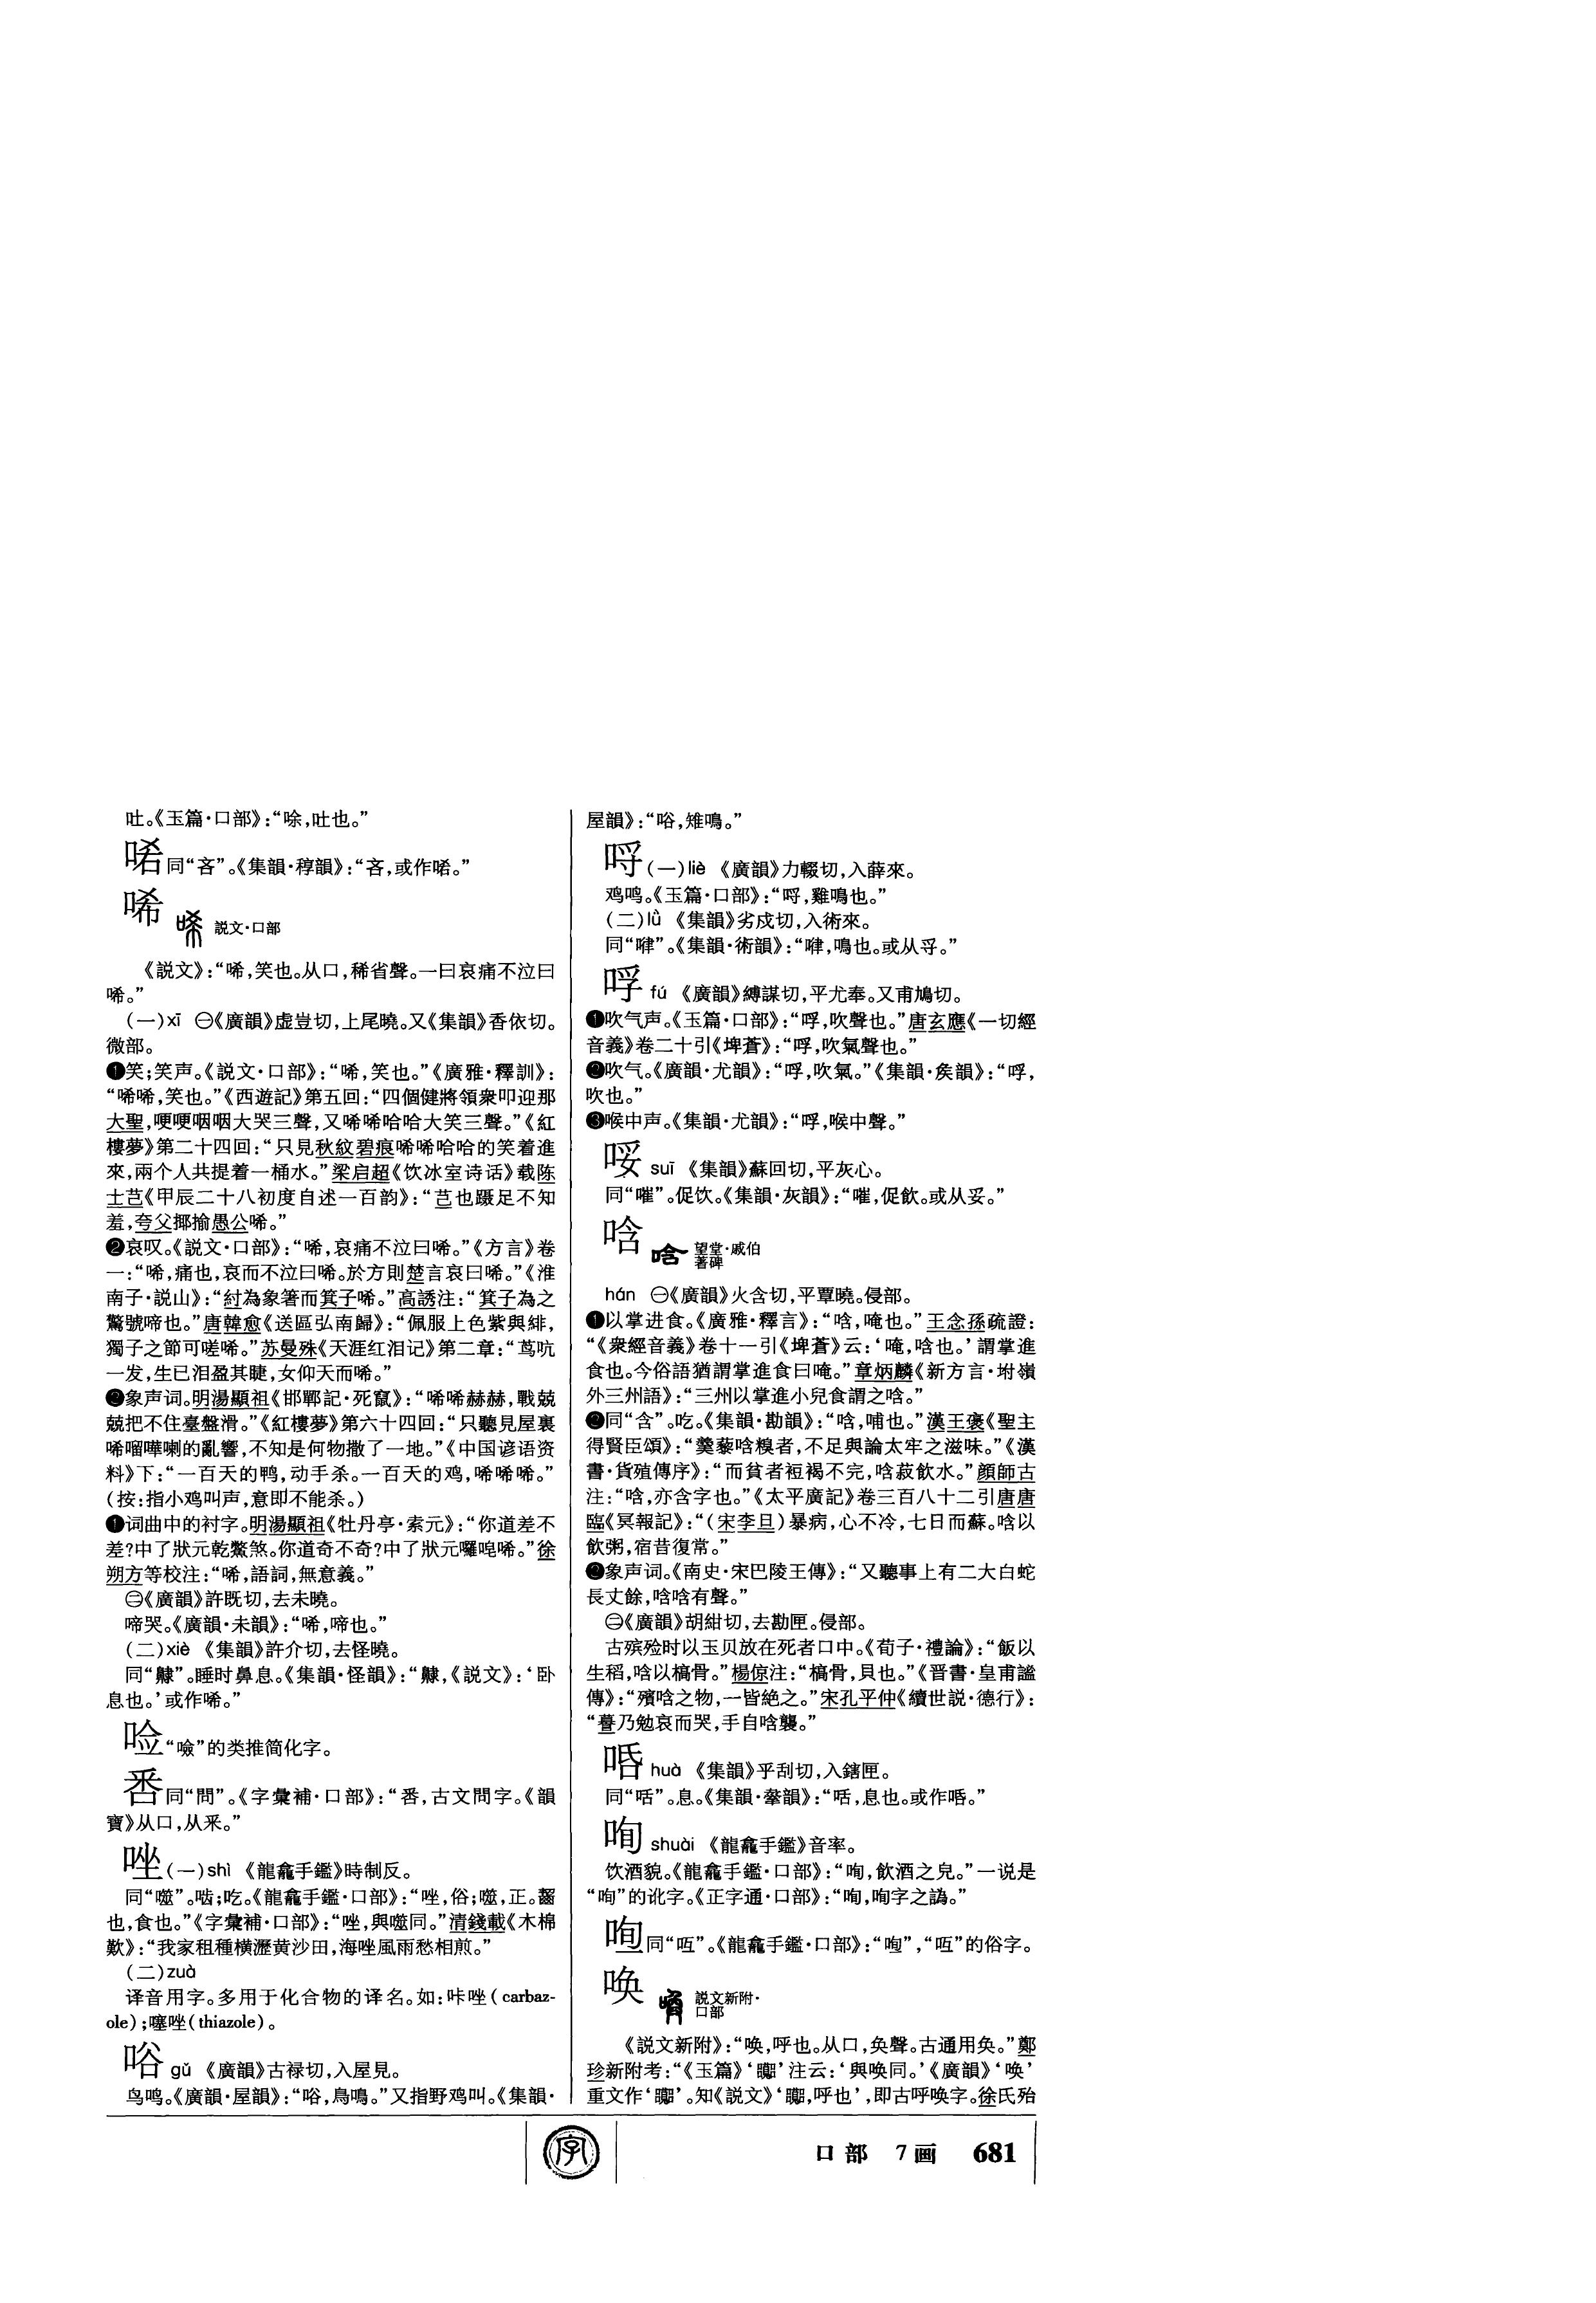 吐。《玉篇·口部》：“唋，吐也。”
㖧同“吝”。《集韻·稕韻》：“吝，或作㖧。”
唏
説文·口部
《説文》：“唏，笑也。从口，稀省聲。一曰哀痛不泣曰
唏。”
（一）xī ㊀《廣韻》虚豈切，上尾曉。又《集韻》香依切。
微部。
❶笑；笑声。《説文·口部》：“唏，笑也。”《廣雅·釋訓》：
“唏唏，笑也。”《西遊記》第五回：“四個健將領衆叩迎那
大聖，哽哽咽咽大哭三聲，又唏唏哈哈大笑三聲。”《紅
樓夢》第二十四回：“只見秋紋碧痕唏唏哈哈的笑着進
來，兩个人共提着一桶水。”梁启超《饮冰室诗话》载陈
士芑《甲辰二十八初度自述一百韵》：“芑也蹑足不知
羞，夸父揶揄愚公唏。”
❷哀叹。《説文·口部》：“唏，哀痛不泣曰唏。”《方言》卷
一：“唏，痛也，哀而不泣曰唏。於方則楚言哀曰唏。”《淮
南子·説山》：“紂為象箸而箕子唏。”高誘注：“箕子為之
驚號啼也。”唐韓愈《送區弘南歸》：“佩服上色紫與緋，
獨子之節可嗟唏。”苏曼殊《天涯红泪记》第二章：“茑吭
一发，生已泪盈其睫，女仰天而唏。”
❷象声词。明湯顯祖《邯鄲記·死竄》：“唏唏赫赫，戰兢
兢把不住臺盤滑。”《紅樓夢》第六十四回：“只聽見屋裏
唏嚠嘩喇的亂響，不知是何物撒了一地。”《中国谚语资
料》下：“一百天的鸭，动手杀。一百天的鸡，唏唏唏。”
（按：指小鸡叫声，意即不能杀。）
❶词曲中的衬字。明湯顯祖《牡丹亭·索元》：“你道差不
差？中了狀元乾鱉煞。你道奇不奇？中了狀元囉唣唏。”徐
朔方等校注：“唏，語詞，無意義。”
㊁《廣韻》許既切，去未曉。
啼哭。《廣韻·未韻》：“唏，啼也。”
（二）xiè 《集韻》許介切，去怪曉。
同“齂”。睡时鼻息。《集韻·怪韻》：“齂，《説文》：‘卧
息也。’或作唏。”
𪠳“噞”的类推简化字。
㕯同“問”。《字彙補·口部》：“，古文問字。《韻
寶》从口，从釆。”
唑（一）shì 《龍龕手鑑》時制反。
同“噬”。啮；吃。《龍龕手鑑·口部》：“唑，俗；噬，正。齧
也，食也。”《字彙補·口部》：“唑，與噬同。”清錢載《木棉
歎》：“我家租種横瀝黄沙田，海唑風雨愁相煎。”
（二）zuò
译音用字。多用于化合物的译名。如：咔唑（carbaz-
ole）；噻唑（thiazole）。
唂 gǔ 《廣韻》古禄切，入屋見。
鸟鸣。《廣韻·屋韻》：“唂，鳥鳴。”又指野鸡叫。《集韻·
屋韻》：“唂，雉鳴。”
哷（一）liè 《廣韻》力輟切，入薛來。
鸡鸣。《玉篇·口部》：“哷，雞鳴也。”
（二）lǜ 《集韻》劣戍切，入術來。
同“嘋”。《集韻·術韻》：“，鳴也。或从寽。”
哹 fú 《廣韻》縛謀切，平尤奉。又甫鳩切。
❶吹气声。《玉篇·口部》：“哹，吹聲也。”唐玄應《一切經
音義》卷二十引《埤蒼》：“哹，吹氣聲也。”
❷吹气。《廣韻·尤韻》：“哹，吹氣。”《集韻·矦韻》：“哹，
吹也。”
❸喉中声。《集韻·尤韻》：“哹，喉中聲。”
哸 suī 《集韻》蘇回切，平灰心。
同“嗺”。促饮。《集韻·灰韻》：“嗺，促飲。或从妥。”
唅
望堂·戚伯
著碑
hán ㊀《廣韻》火含切，平覃曉。侵部。
❶以掌进食。《廣雅·釋言》：“唅，唵也。”王念孫疏證：
“《衆經音義》卷十一引《埤蒼》云：‘唵，唅也。’謂掌進
食也。今俗語猶謂掌進食曰唵。”章炳麟《新方言·坿嶺
外三州語》：“三州以掌進小兒食謂之唅。”
❷同“含”。吃。《集韻·勘韻》：“唅，哺也。”漢王褒《聖主
得賢臣頌》：“羹藜唅糗者，不足與論太牢之滋味。”《漢
書·貨殖傳序》：“而貧者裋褐不完，唅菽飲水。”顏師古
注：“唅，亦含字也。”《太平廣記》卷三百八十二引唐唐
臨《冥報記》：“（宋李旦）暴病，心不冷，七日而蘇。唅以
飲粥，宿昔復常。”
❷象声词。《南史·宋巴陵王傳》：“又聽事上有二大白蛇
長丈餘，唅唅有聲。”
㊁《廣韻》胡紺切，去勘匣。侵部。
古殡殓时以玉贝放在死者口中。《荀子·禮論》：“飯以
生稻，唅以槁骨。”楊倞注：“槁骨，貝也。”《晋書·皇甫謐
傳》：“殯唅之物，一皆絶之。”宋孔平仲《續世説·德行》：
“乃勉哀而哭，手自唅襲。”
huà 《集韻》乎刮切，入鎋匣。
同“咶”。息。《集韻·舝韻》：“咶，息也。或作。”
shuài 《龍龕手鑑》音率。
饮酒貌。《龍龕手鑑·口部》：“，飲酒之皃。”一说是
“”的讹字。《正字通·口部》：“，字之譌。”
同“”。《龍龕手鑑·口部》：“”，“”的俗字。
唤
説文新附·
口部
《説文新附》：“唤，呼也。从口，奂聲。古通用奂。”鄭
珍新附考：“《玉篇》‘’注云：‘與唤同。’《廣韻》‘唤’
重文作‘’。知《説文》‘，呼也’，即古呼唤字。徐氏殆
字
口部 7画 681